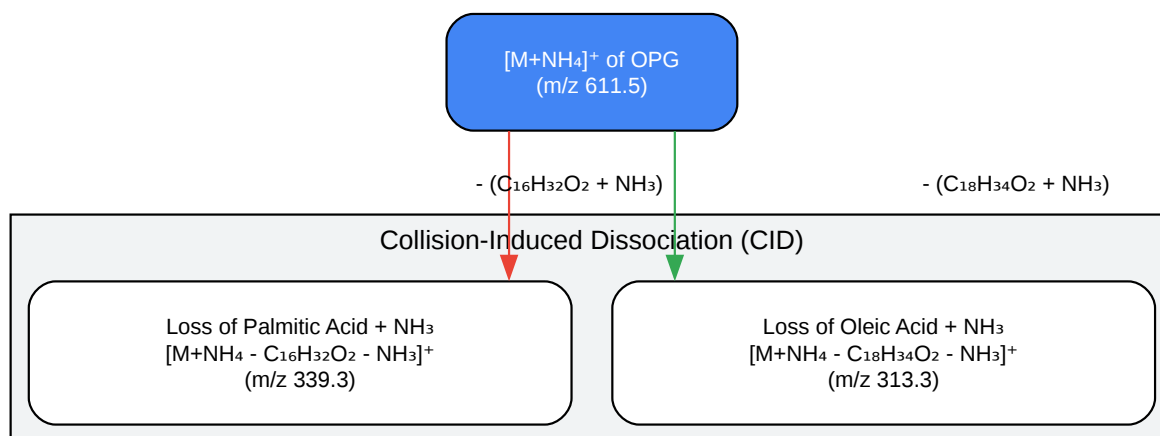 [M+NH₄]⁺ of OPG
(m/z 611.5)
- (C₁₆H₃₂O₂ + NH₃)
- (C₁₈H₃₄O₂ + NH₃)
Collision-Induced Dissociation (CID)
Loss of Palmitic Acid + NH₃
[M+NH₄ - C₁₆H₃₂O₂ - NH₃]⁺
(m/z 339.3)
Loss of Oleic Acid + NH₃
[M+NH₄ - C₁₈H₃₄O₂ - NH₃]⁺
(m/z 313.3)